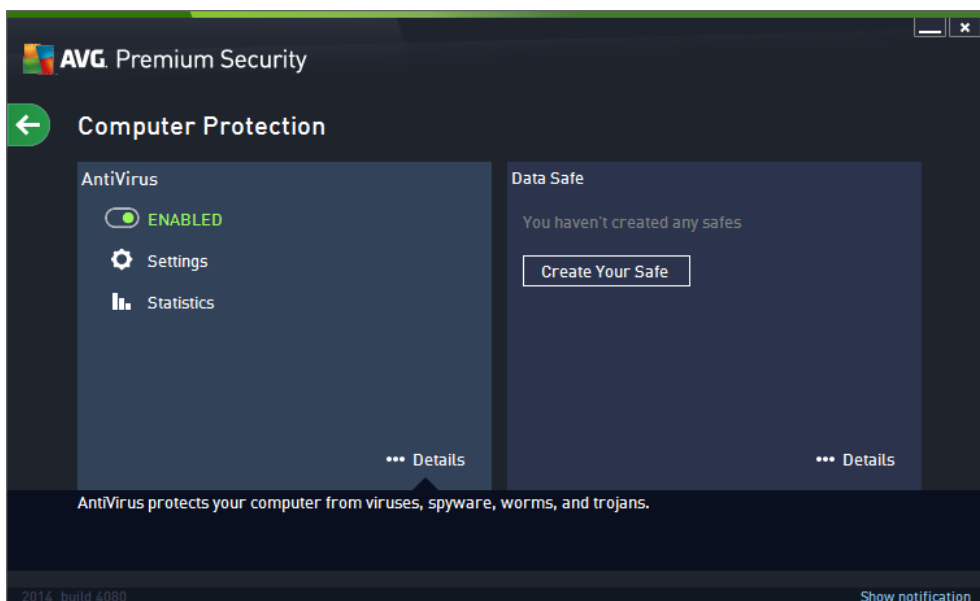 AVG. Premium Security
Computer Protection
AntiVirus
ENABLED
Settings
Statistics
••• Details
Data Safe
You haven't created any safes
Create Your Safe
••• Details
AntiVirus protects your computer from viruses, spyware, worms, and trojans.
2014 build 4080
Show notification